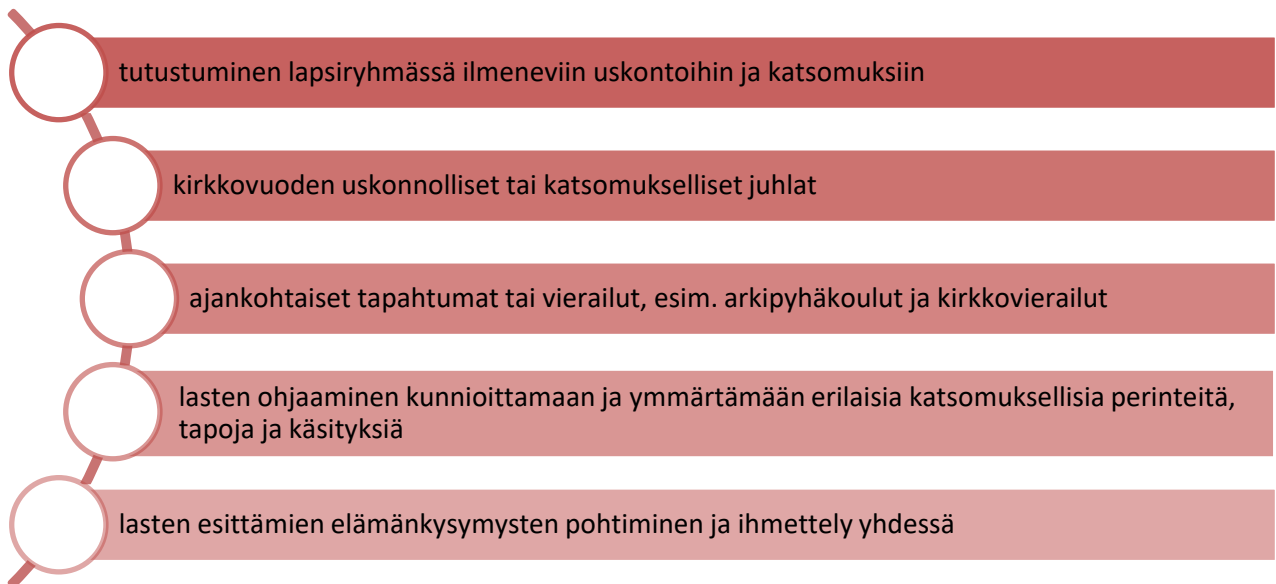 tutustuminen lapsiryhmässä ilmeneviin uskontoihin ja katsomuksiin
kirkkovuoden uskonnolliset tai katsomukselliset juhlat
ajankohtaiset tapahtumat tai vierailut, esim. arkipyhäkoulut ja kirkkovierailut
lasten ohjaaminen kunnioittamaan ja ymmärtämään erilaisia katsomuksellisia perinteitä,
tapoja ja käsityksiä
lasten esittämien elämänkysymysten pohtiminen ja ihmettely yhdessä